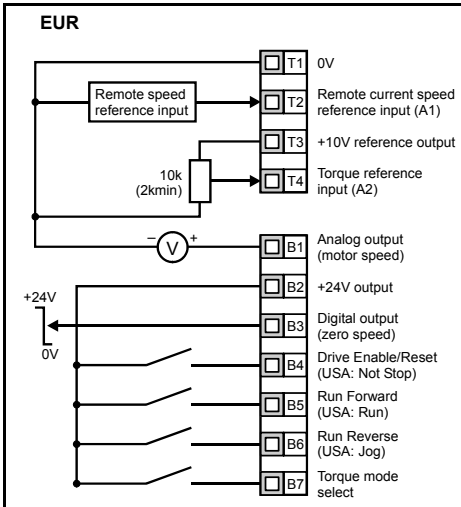 EUR
T1 0V
Remote speed
reference input
T2 Remote current speed
reference input (A1)
T3 +10V reference output
10k
(2kmin)
T4 Torque reference
input (A2)
– V +
B1 Analog output
(motor speed)
B2 +24V output
+24V
0V
B3 Digital output
(zero speed)
B4 Drive Enable/Reset
(USA: Not Stop)
B5 Run Forward
(USA: Run)
B6 Run Reverse
(USA: Jog)
B7 Torque mode
select